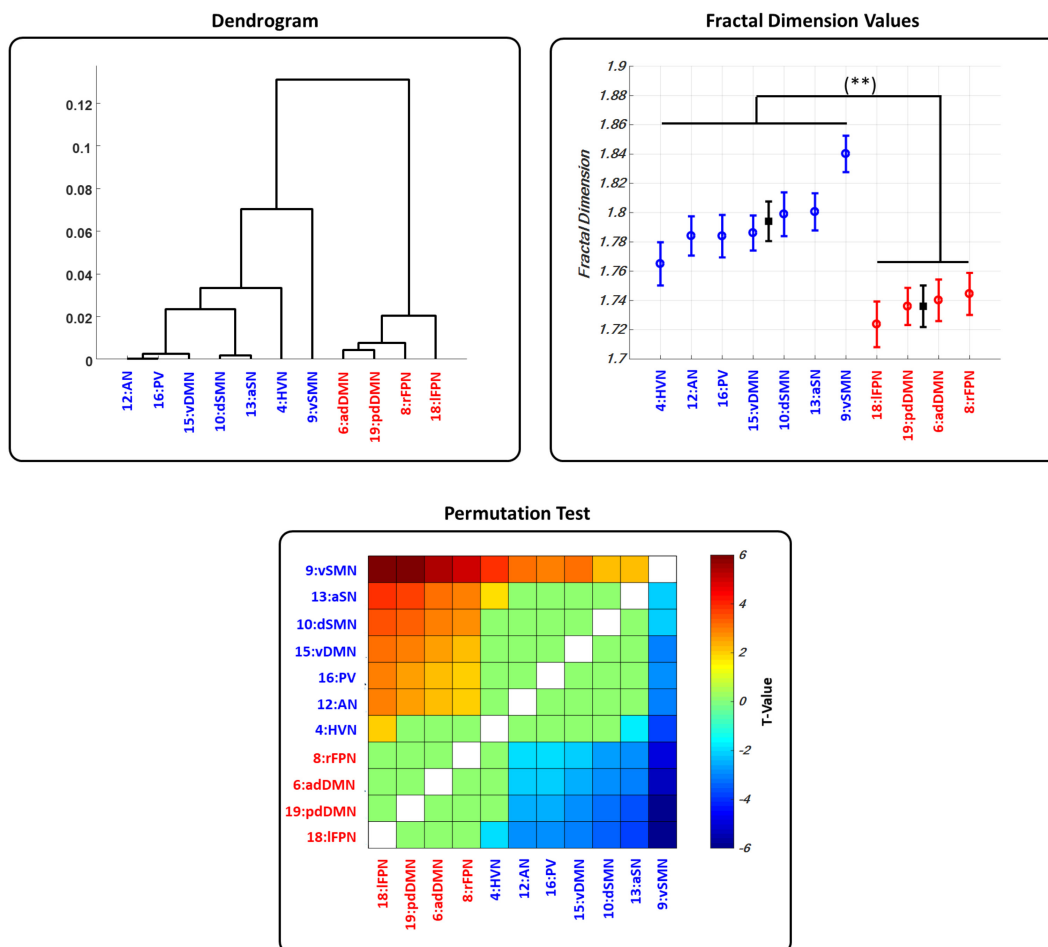 Dendrogram
0.12
0.1
0.08
0.06
0.04
0.02
0
12:AN
16:PV
15:vDMN
10:dSMN
13:aSN
4:HVN
9:vSMN
6:adDMN
19:pdDMN
8:rFPN
18:lFPN
Fractal Dimension Values
Fractal Dimension
1.9
1.88
1.86
1.84
1.82
1.8
1.78
1.76
1.74
1.72
1.7
(**)
4:HVN
12:AN
16:PV
15:vDMN
10:dSMN
13:aSN
9:vSMN
18:lFPN
19:pdDMN
6:adDMN
8:rFPN
Permutation Test
9:vSMN
13:aSN
10:dSMN
15:vDMN
16:PV
12:AN
4:HVN
8:rFPN
6:adDMN
19:pdDMN
18:lFPN
18:lFPN
19:pdDMN
6:adDMN
8:rFPN
4:HVN
12:AN
16:PV
15:vDMN
10:dSMN
13:aSN
9:vSMN
6
4
2
0
-2
-4
-6
T-Value